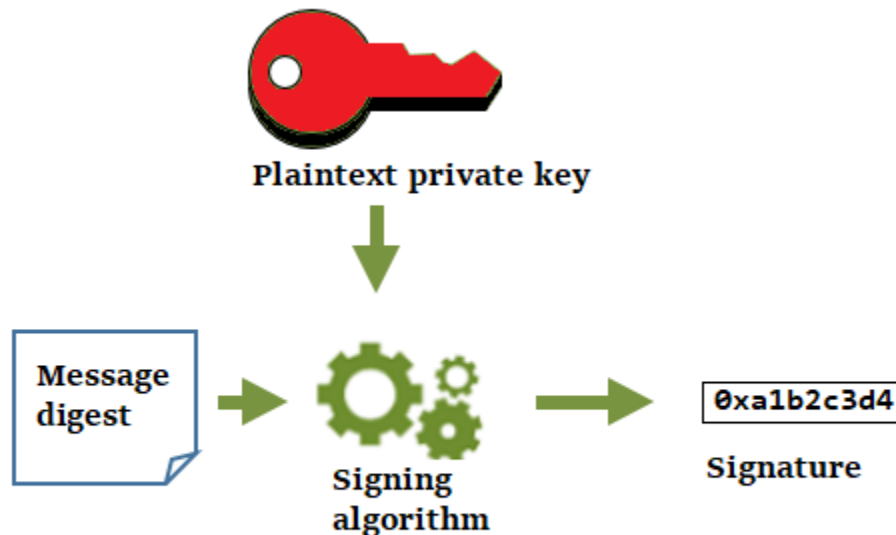 Plaintext private key
Message
digest
Signing
algorithm
0xa1b2c3d4
Signature